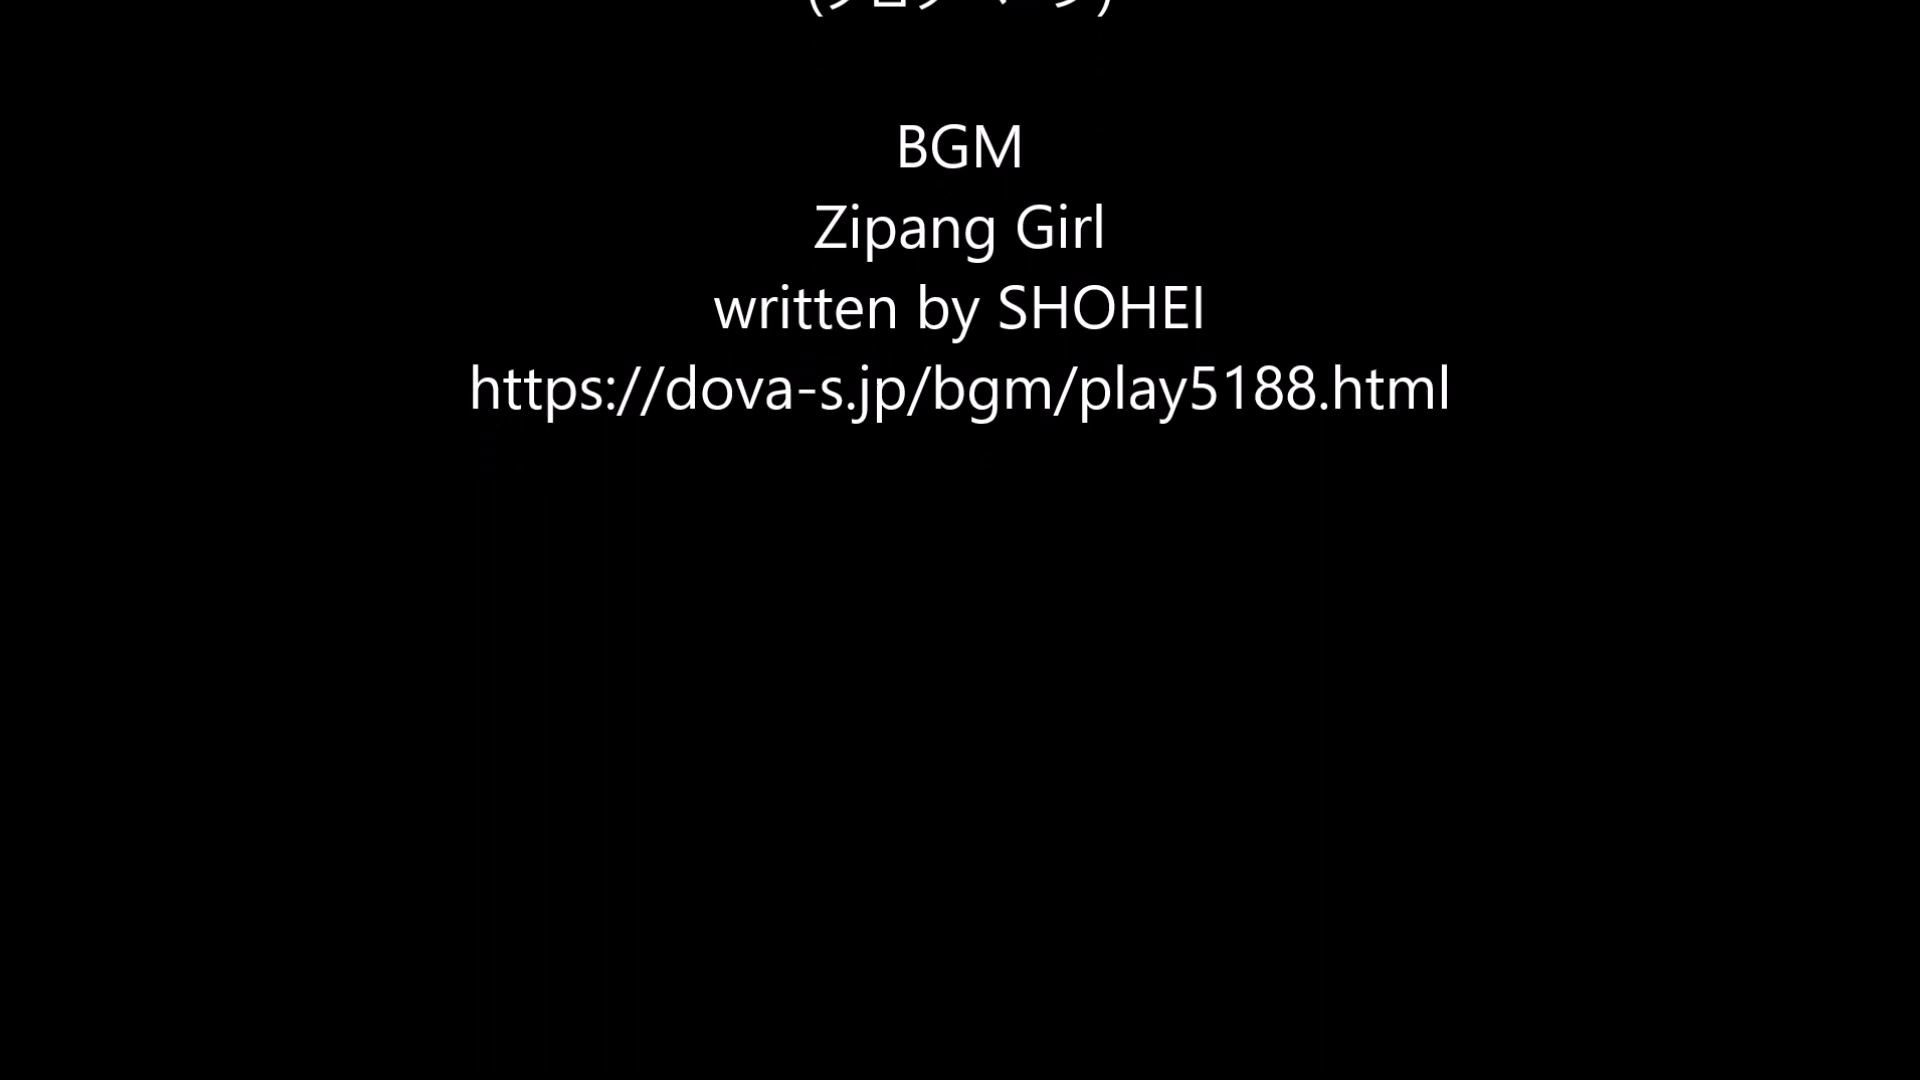 BGM
Zipang Girl
written by SHOHEI
https://dova-s.jp/bgm/play5188.html